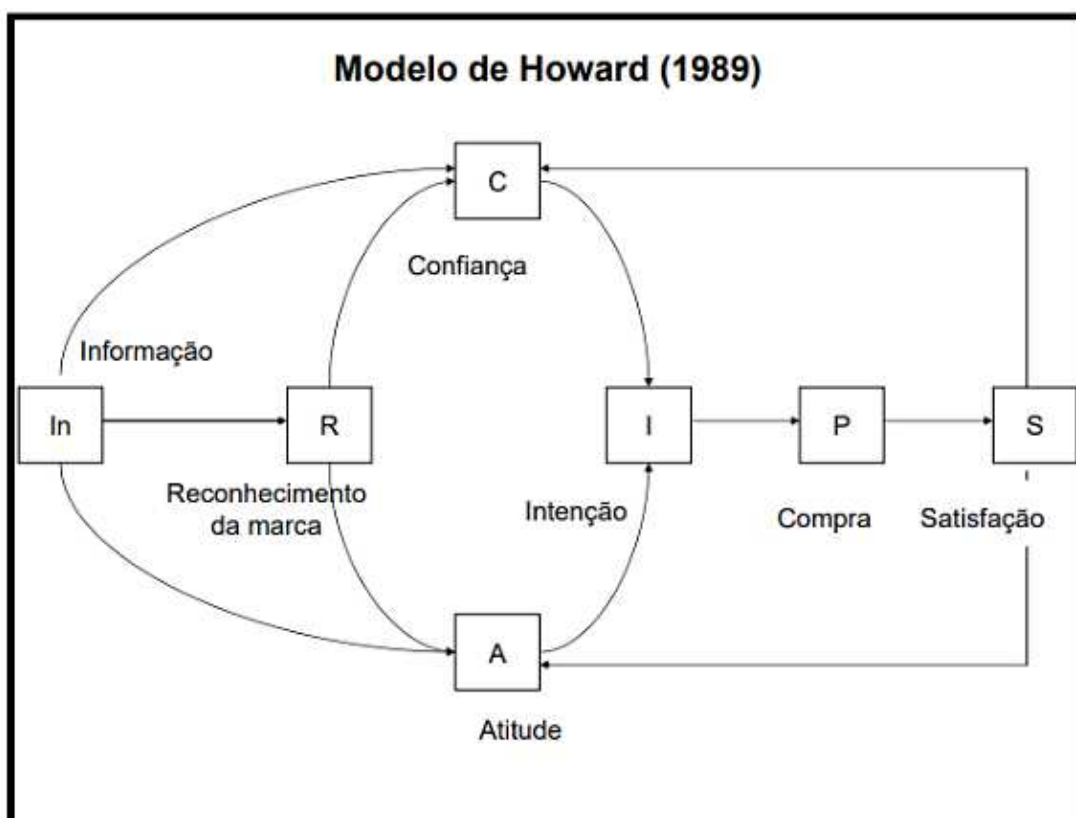 Modelo de Howard (1989)
C
Confiança
Informação
In
R
I
P
S
Reconhecimento
da marca
Intenção
Compra
Satisfação
A
Atitude